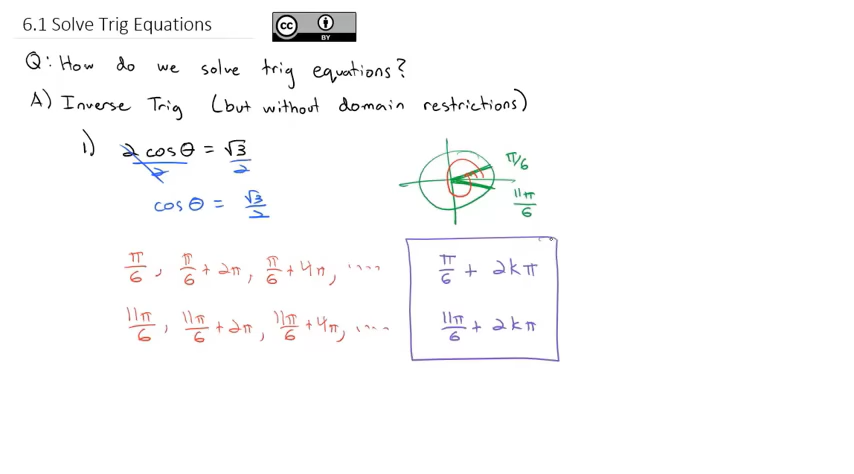 6.1 Solve Trig Equations
CC BY
Q: How do we solve trig equations?
A) Inverse Trig (but without domain restrictions)
1) 2 cos θ / 2 = √3 / 2
cos θ = √3/2
π/6
11π/6
π/6, π/6 + 2π, π/6 + 4π, ....
11π/6, 11π/6 + 2π, 11π/6 + 4π, ....
π/6 + 2kπ
11π/6 + 2kπ